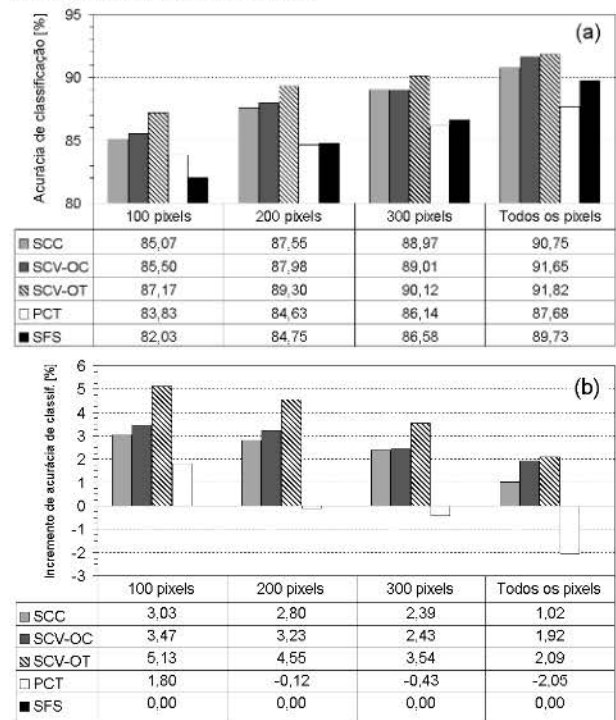 95
(a)
90
85
80
Acurácia de classificação [%]
100 pixels 200 pixels 300 pixels Todos os pixels
SCC 85,07 87,55 88,97 90,75
SCV-OC 85,50 87,98 89,01 91,65
SCV-OT 87,17 89,30 90,12 91,82
PCT 83,83 84,63 86,14 87,68
SFS 82,03 84,75 86,58 89,73
6
(b)
5
4
3
2
1
0
-1
-2
-3
Incremento de acurácia de classif. [%]
100 pixels 200 pixels 300 pixels Todos os pixels
SCC 3,03 2,80 2,39 1,02
SCV-OC 3,47 3,23 2,43 1,92
SCV-OT 5,13 4,55 3,54 2,09
PCT 1,80 -0,12 -0,43 -2,05
SFS 0,00 0,00 0,00 0,00